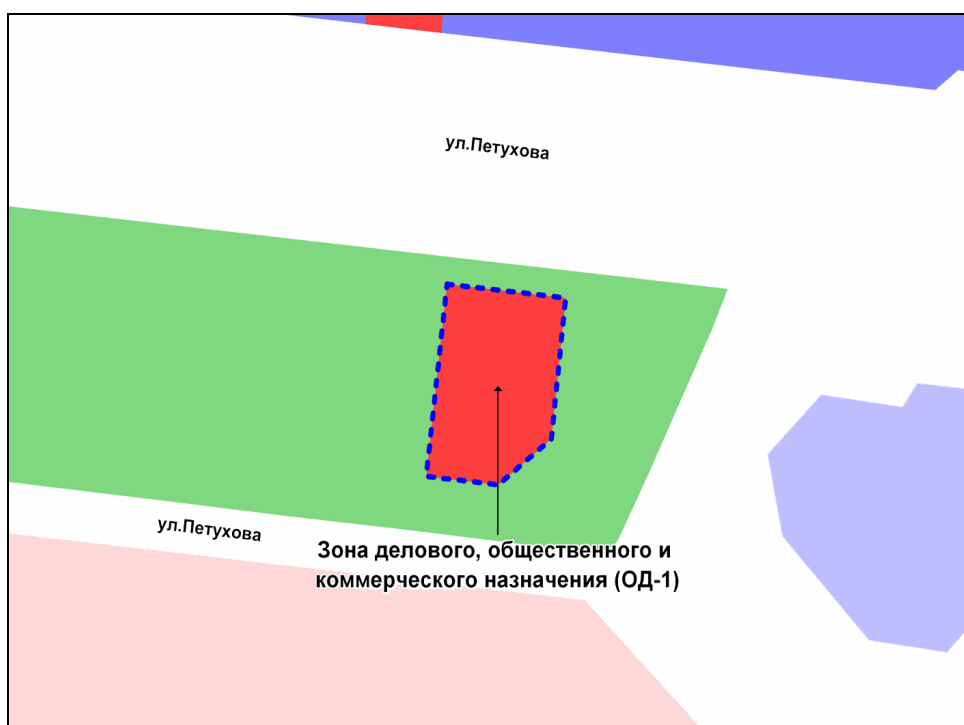 ул.Петухова
ул.Петухова
Зона делового, общественного и
коммерческого назначения (ОД-1)